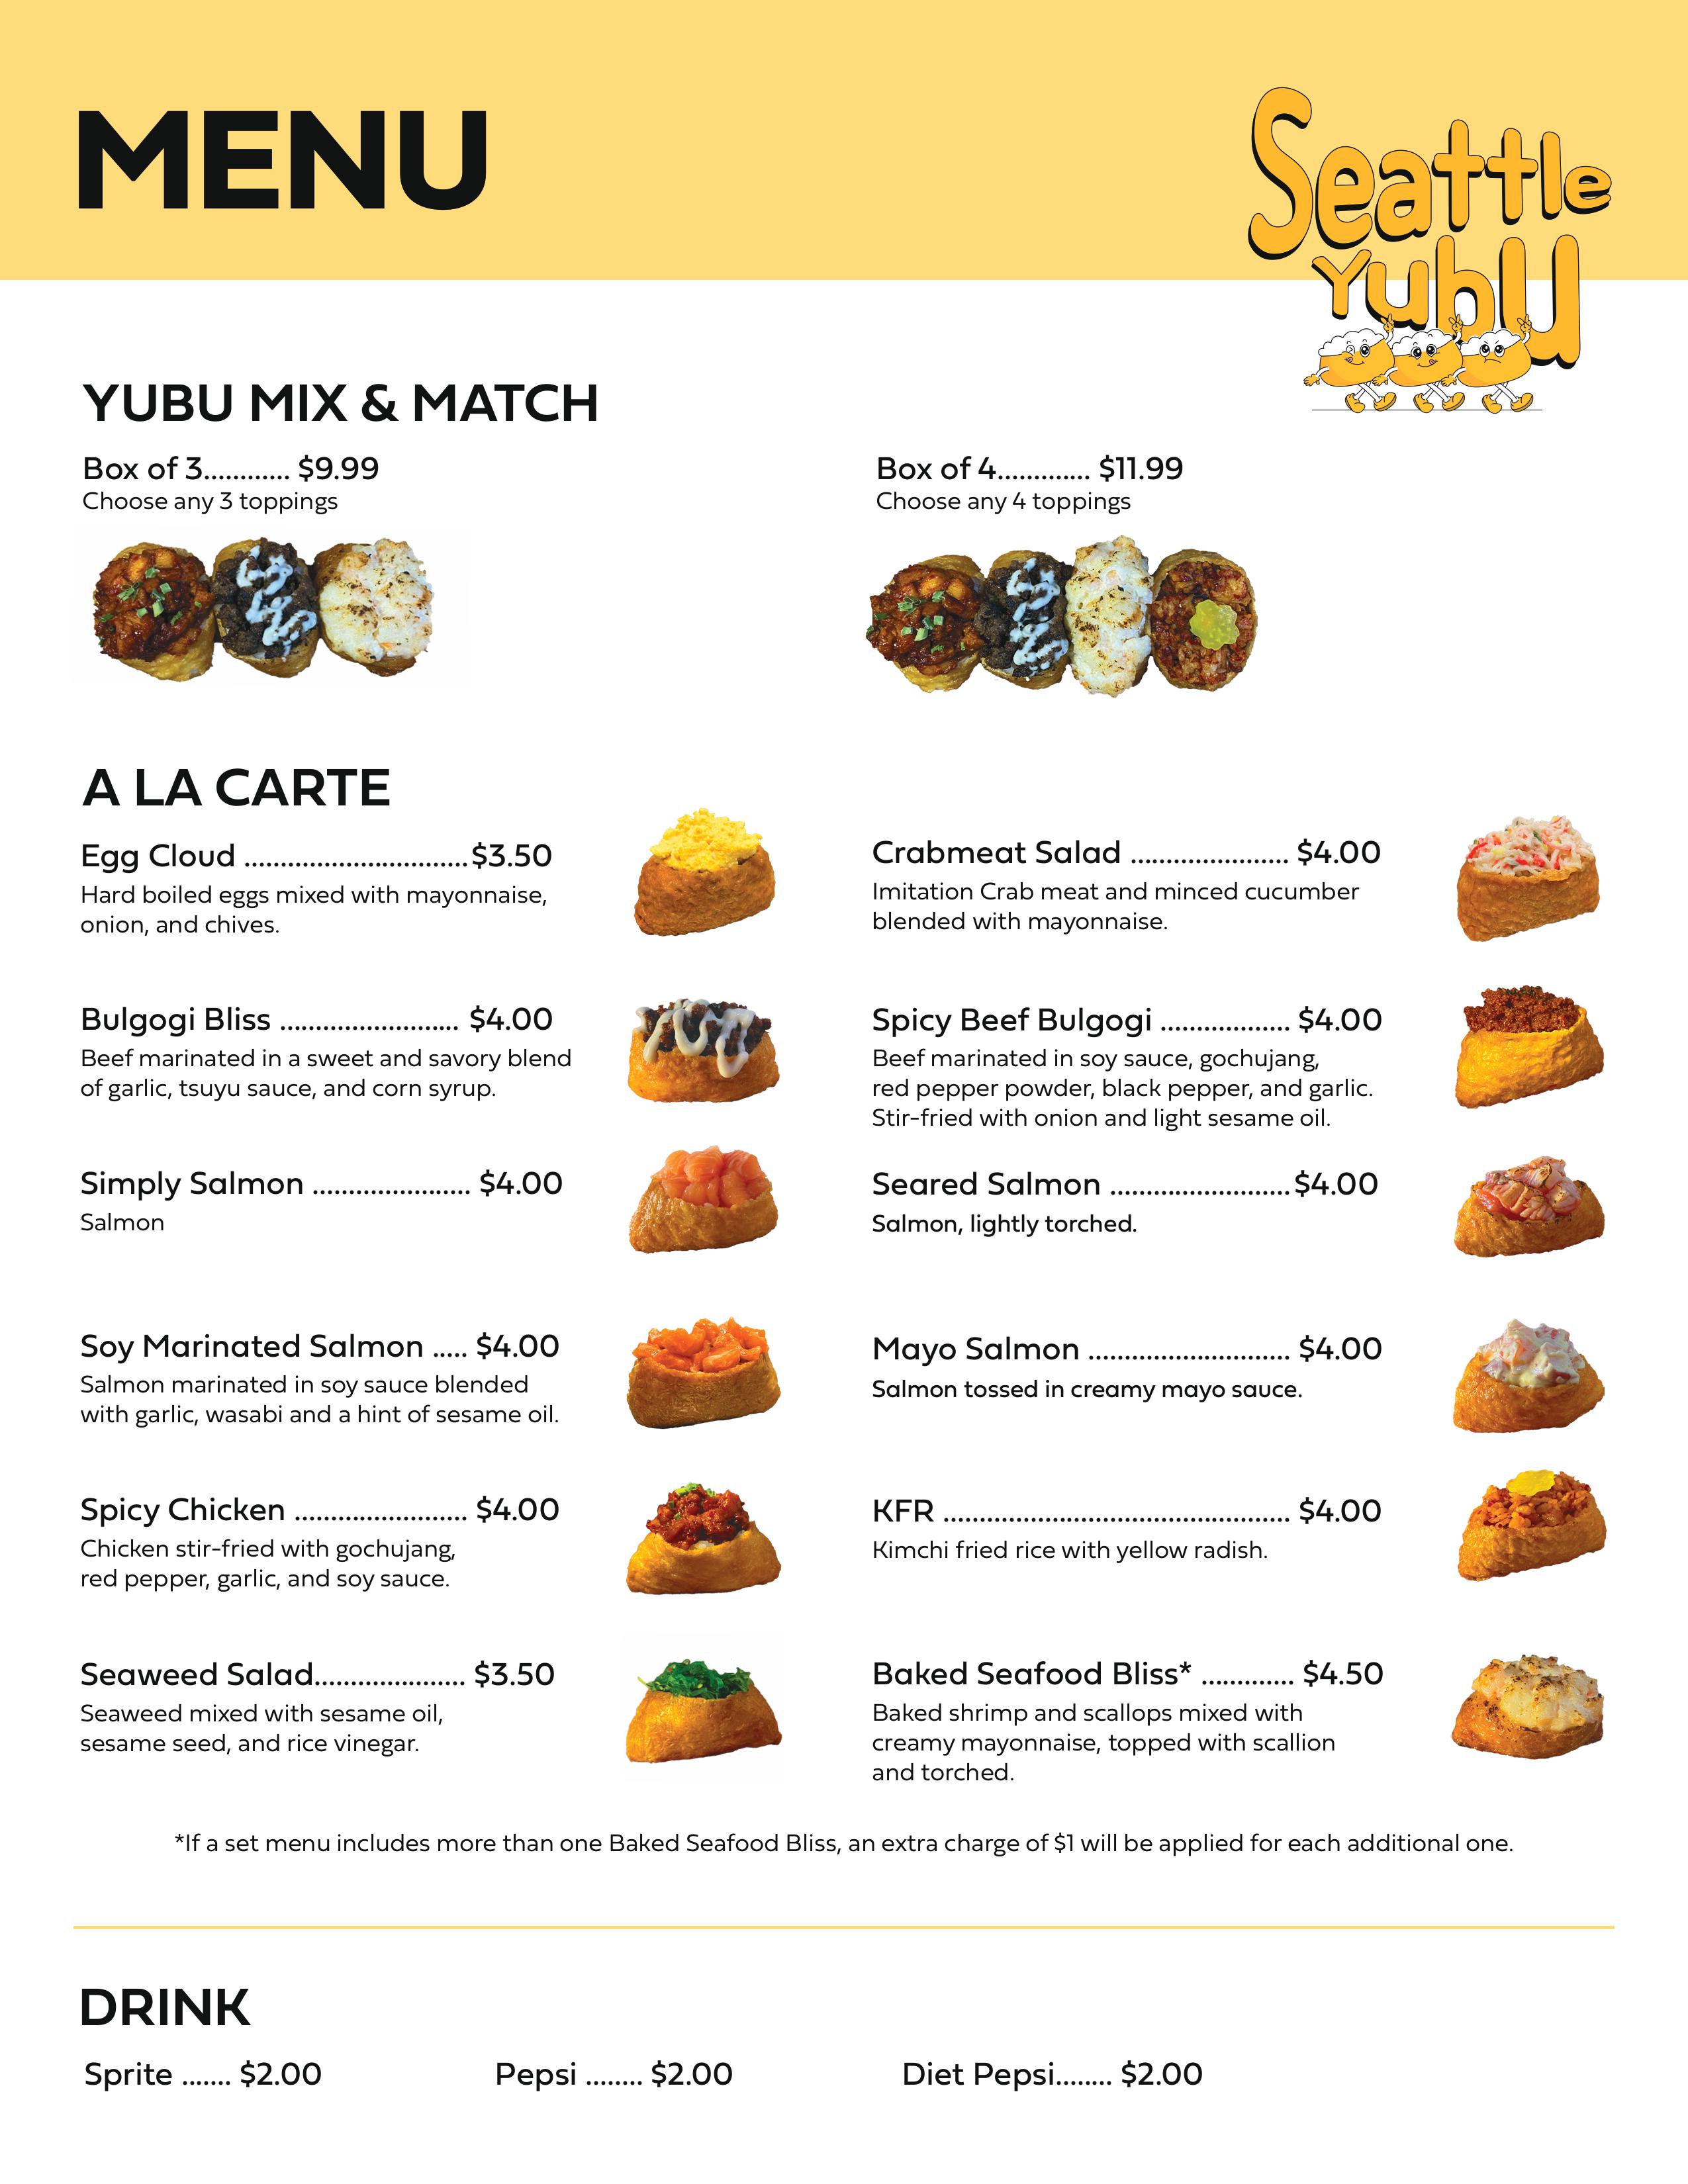 MENU
Seattle
Yubu
YUBU MIX & MATCH
Box of 3............ $9.99
Choose any 3 toppings
Box of 4............. $11.99
Choose any 4 toppings
A LA CARTE
Egg Cloud ............................... $3.50
Hard boiled eggs mixed with mayonnaise,
onion, and chives.
Crabmeat Salad ...................... $4.00
Imitation Crab meat and minced cucumber
blended with mayonnaise.
Bulgogi Bliss ......................... $4.00
Beef marinated in a sweet and savory blend
of garlic, tsuyu sauce, and corn syrup.
Spicy Beef Bulgogi .................. $4.00
Beef marinated in soy sauce, gochujang,
red pepper powder, black pepper, and garlic.
Stir-fried with onion and light sesame oil.
Simply Salmon ...................... $4.00
Salmon
Seared Salmon ......................... $4.00
Salmon, lightly torched.
Soy Marinated Salmon ..... $4.00
Salmon marinated in soy sauce blended
with garlic, wasabi and a hint of sesame oil.
Mayo Salmon ............................ $4.00
Salmon tossed in creamy mayo sauce.
Spicy Chicken ........................ $4.00
Chicken stir-fried with gochujang,
red pepper, garlic, and soy sauce.
KFR ................................................ $4.00
Kimchi fried rice with yellow radish.
Seaweed Salad..................... $3.50
Seaweed mixed with sesame oil,
sesame seed, and rice vinegar.
Baked Seafood Bliss* ............. $4.50
Baked shrimp and scallops mixed with
creamy mayonnaise, topped with scallion
and torched.
*If a set menu includes more than one Baked Seafood Bliss, an extra charge of $1 will be applied for each additional one.
DRINK
Sprite ....... $2.00
Pepsi ........ $2.00
Diet Pepsi........ $2.00